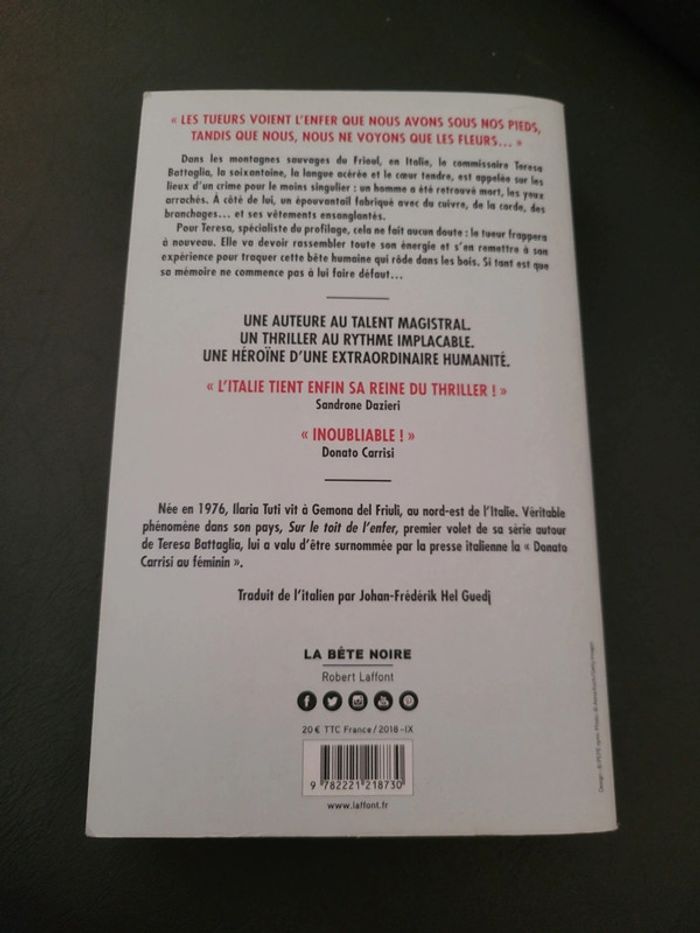 « LES TUEURS VOIENT L'ENFER QUE NOUS AVONS SOUS NOS PIEDS,
TANDIS QUE NOUS, NOUS NE VOYONS QUE LES FLEURS... »
Dans les montagnes sauvages du Frioul, en Italie, le commissaire Teresa
Battaglia, la soixantaine, la langue acérée et le cœur tendre, est appelée sur les
lieux d'un crime pour le moins singulier : un homme a été retrouvé mort, les yeux
arrachés. À côté de lui, un épouvantail fabriqué avec du cuivre, de la corde, des
branchages... et ses vêtements ensanglantés.
Pour Teresa, spécialiste du profilage, cela ne fait aucun doute : le tueur frappera
à nouveau. Elle va devoir rassembler toute son énergie et s'en remettre à son
expérience pour traquer cette bête humaine qui rôde dans les bois. Si tant est que
sa mémoire ne commence pas à lui faire défaut...
UNE AUTEURE AU TALENT MAGISTRAL.
UN THRILLER AU RYTHME IMPLACABLE.
UNE HÉROÏNE D'UNE EXTRAORDINAIRE HUMANITÉ.
« L'ITALIE TIENT ENFIN SA REINE DU THRILLER ! »
Sandrone Dazieri
« INOUBLIABLE ! »
Donato Carrisi
Née en 1976, Ilaria Tuti vit à Gemona del Friuli, au nord-est de l'Italie. Véritable
phénomène dans son pays, Sur le toit de l'enfer, premier volet de sa série autour
de Teresa Battaglia, lui a valu d'être surnommée par la presse italienne la « Donato
Carrisi au féminin ».
Traduit de l'italien par Johan-Frédérik Hel Guedj
LA BÊTE NOIRE
Robert Laffont
20 € TTC France / 2018-IX
9 782221 218730
www.laffont.fr